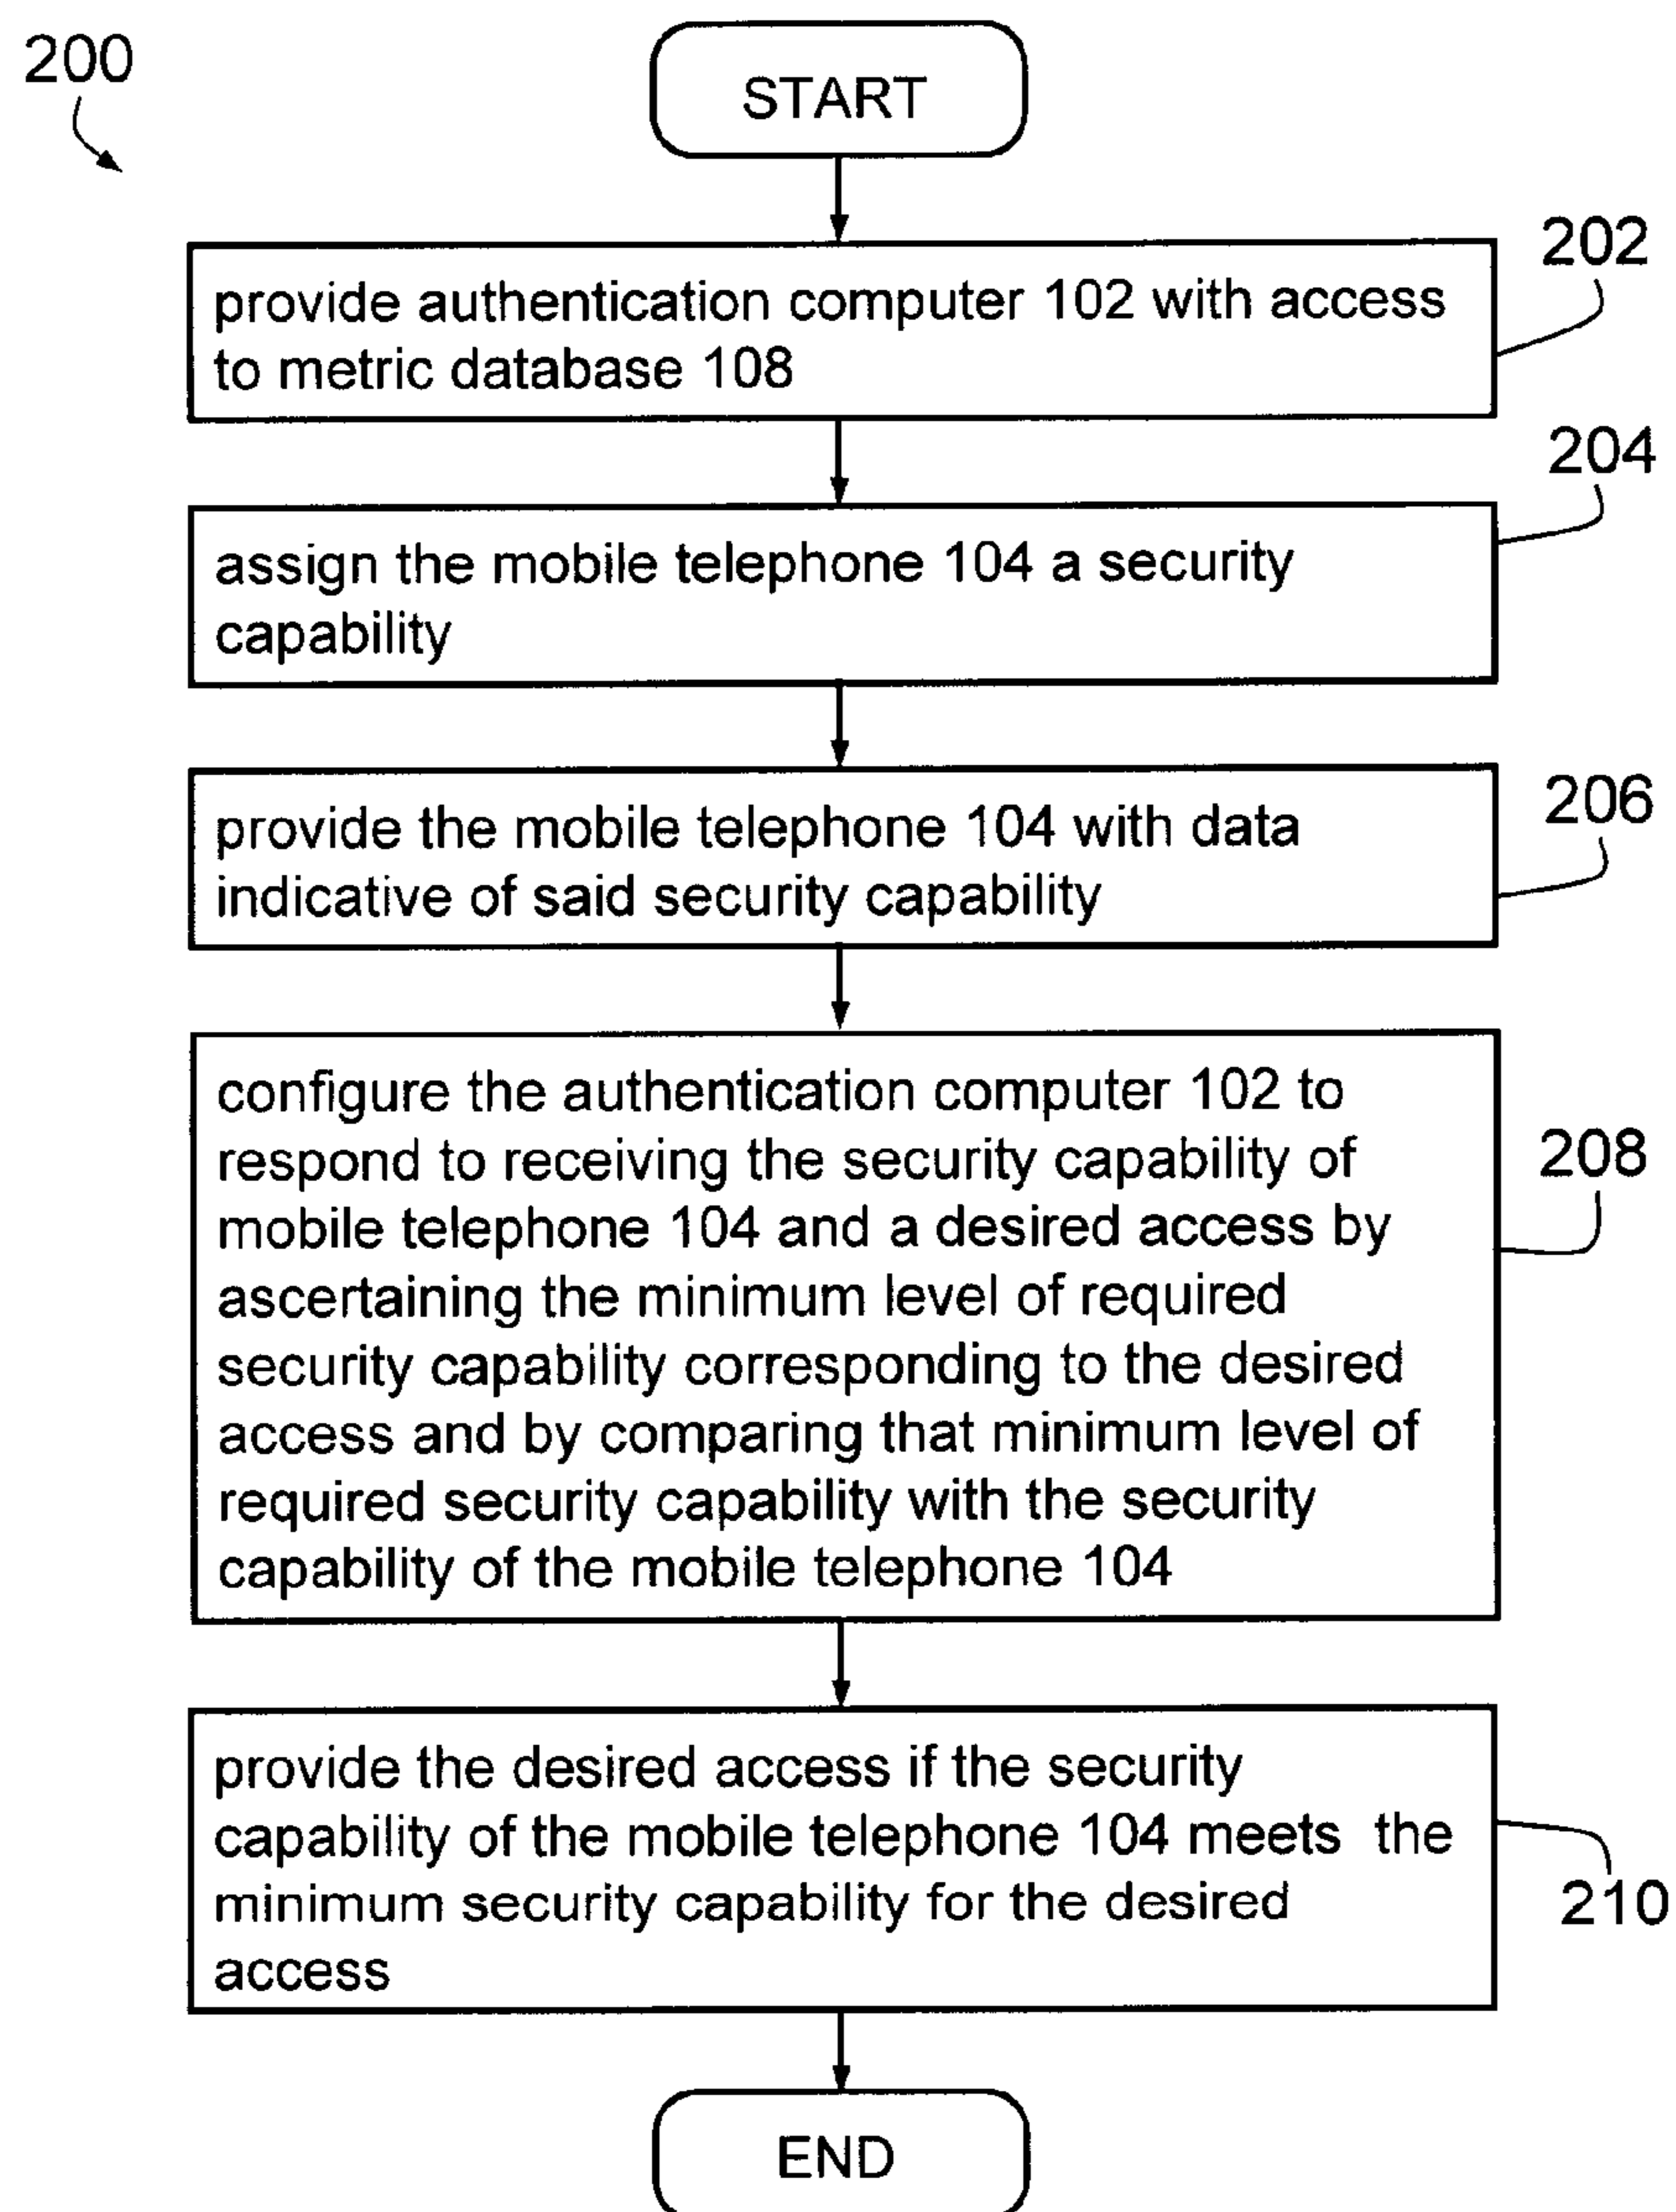 200
START
202
provide authentication computer 102 with access
to metric database 108
204
assign the mobile telephone 104 a security
capability
206
provide the mobile telephone 104 with data
indicative of said security capability
208
configure the authentication computer 102 to
respond to receiving the security capability of
mobile telephone 104 and a desired access by
ascertaining the minimum level of required
security capability corresponding to the desired
access and by comparing that minimum level of
required security capability with the security
capability of the mobile telephone 104
provide the desired access if the security
capability of the mobile telephone 104 meets the
minimum security capability for the desired
access
210
END